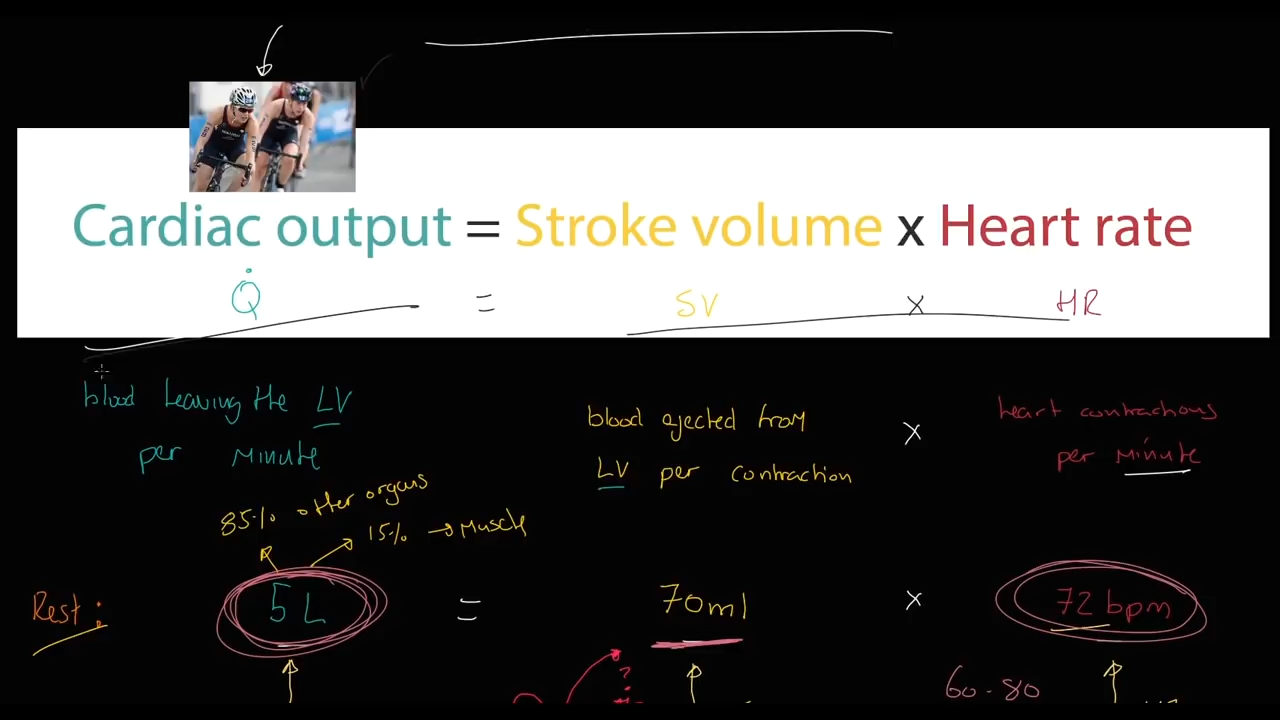 Cardiac output = Stroke volume x Heart rate
Q̇ = SV x HR
blood leaving the LV
per minute
blood ejected from
LV per contraction
x
heart contractions
per minute
85% other organs
15% → Muscle
Rest: 5L = 70ml x 72 bpm
60-80